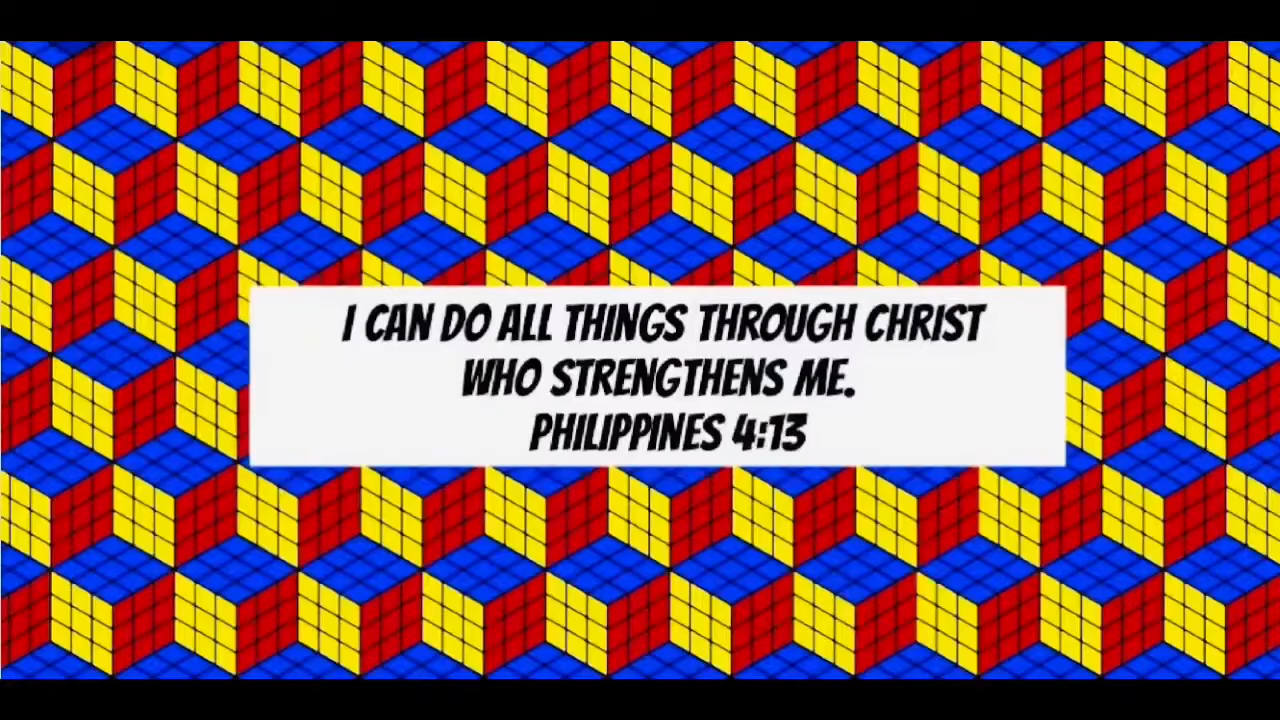 I CAN DO ALL THINGS THROUGH CHRIST
WHO STRENGTHENS ME.
PHILIPPINES 4:13